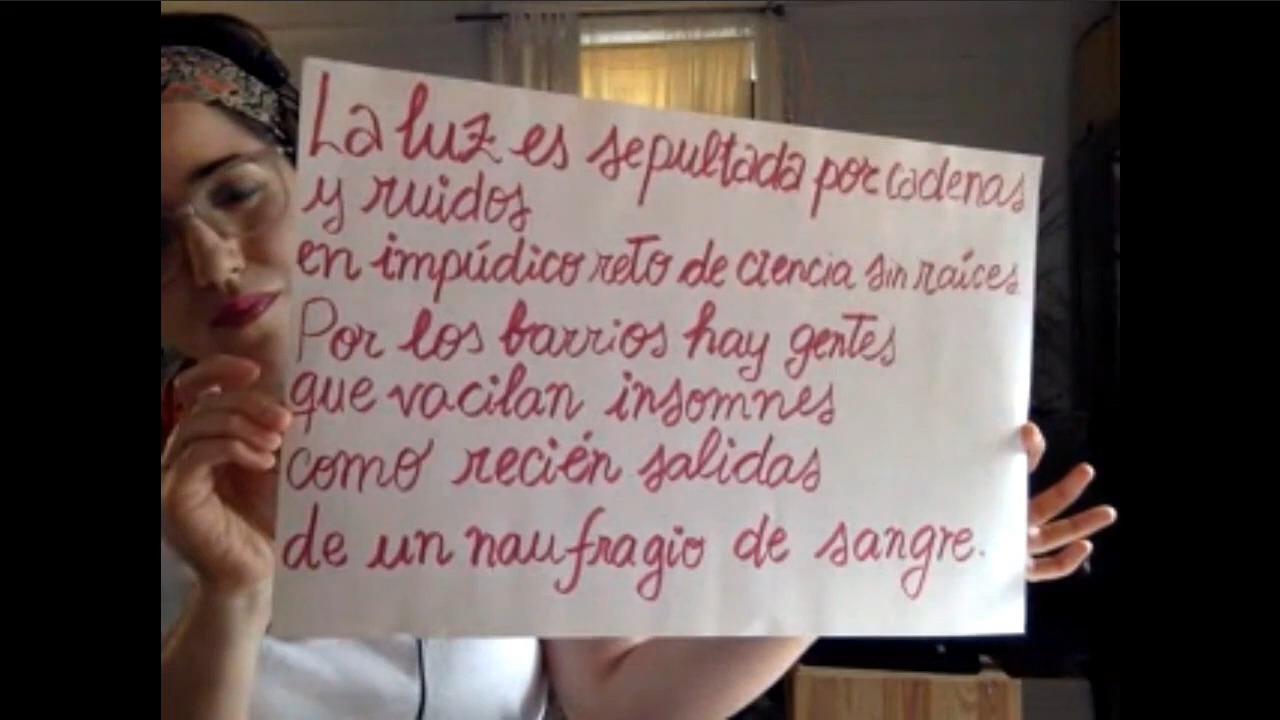 La luz es sepultada por cadenas
y ruidos
en impúdico reto de ciencia sin raíces
Por los barrios hay gentes
que vacilan insomnes
como recién salidas
de un naufragio de sangre.